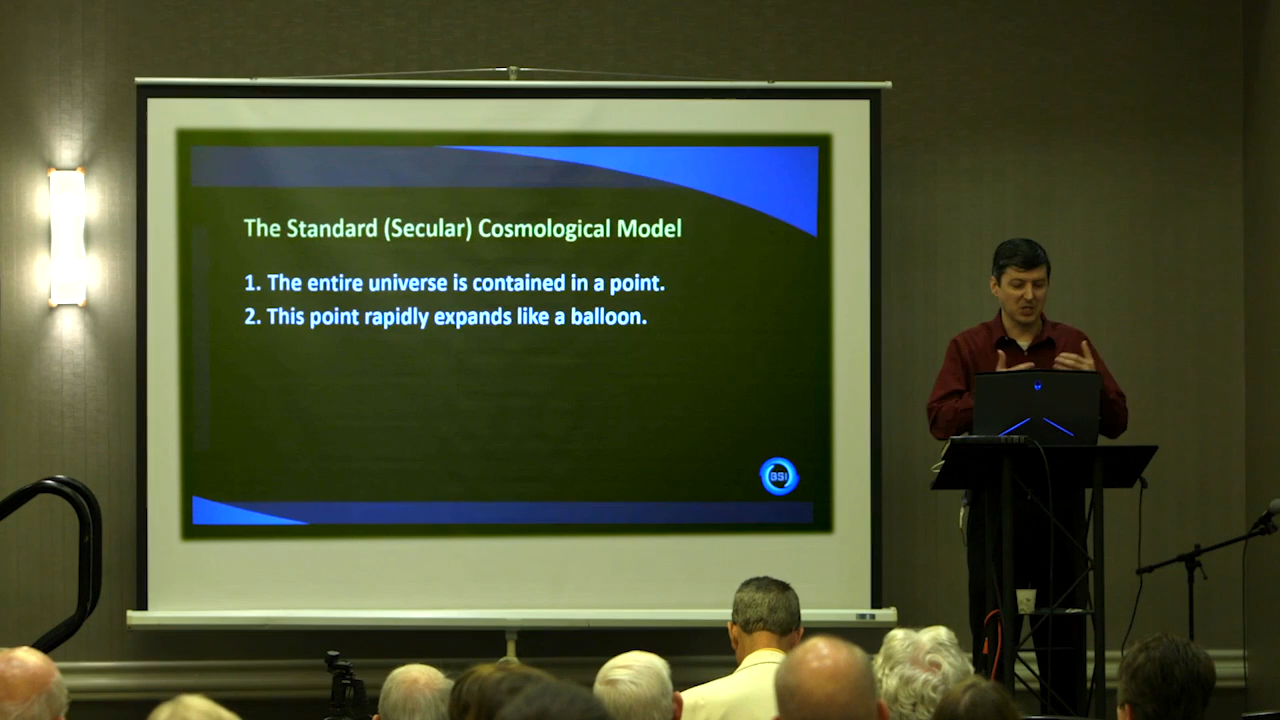 The Standard (Secular) Cosmological Model
1. The entire universe is contained in a point.
2. This point rapidly expands like a balloon.
BSI